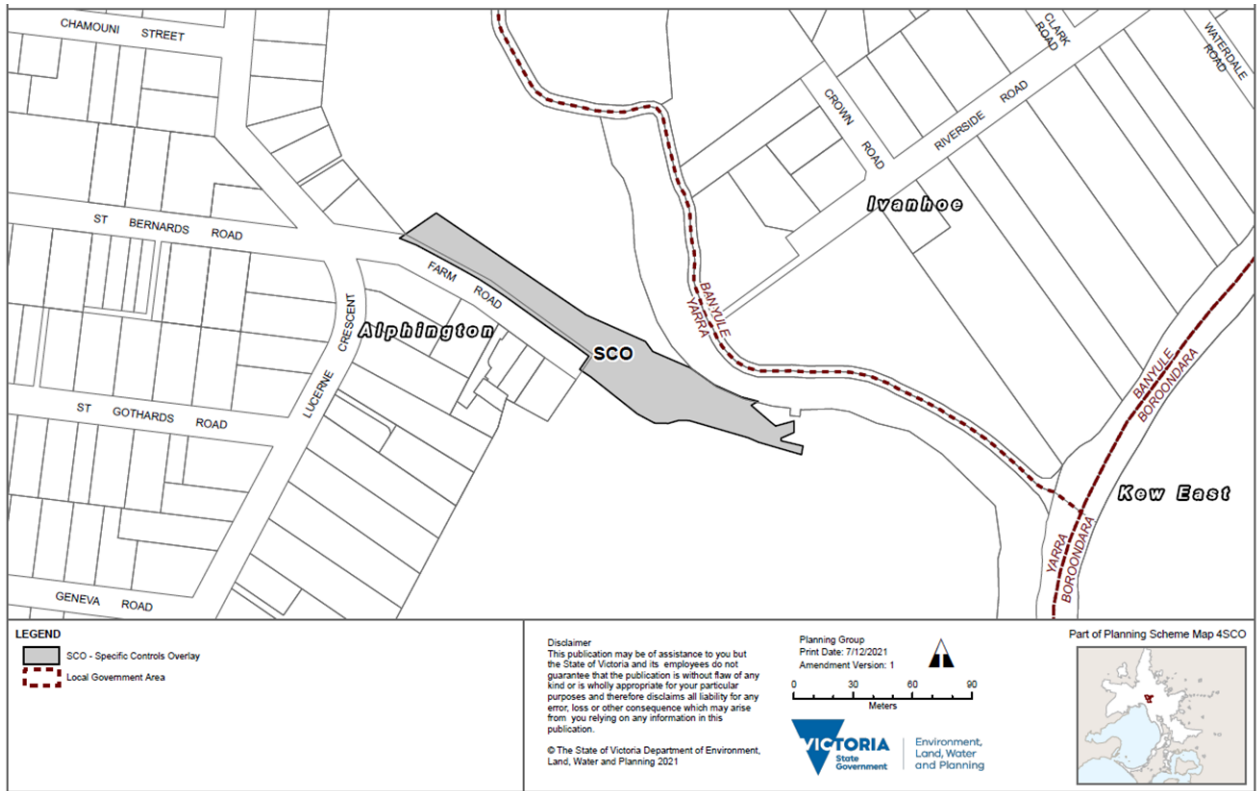 CHAMOUNI STREET
CLARK ROAD
WATERDALE ROAD
CROWN ROAD
RIVERSIDE ROAD
Ivanhoe
ST BERNARDS ROAD
FARM ROAD
BANYULE
YARRA
Alphington
LUCERNE CRESCENT
SCO
BANYULE
BOROONDARA
ST GOTHARDS ROAD
Kew East
YARRA
BOROONDARA
GENEVA ROAD
LEGEND
SCO - Specific Controls Overlay
Local Government Area
Disclaimer
This publication may be of assistance to you but
the State of Victoria and its employees do not
guarantee that the publication is without flaw of any
kind or is wholly appropriate for your particular
purposes and therefore disclaims all liability for any
error, loss or other consequence which may arise
from you relying on any information in this
publication.
© The State of Victoria Department of Environment,
Land, Water and Planning 2021
Planning Group
Print Date: 7/12/2021
Amendment Version: 1
0 30 60 90
Meters
VICTORIA
State
Government
Environment,
Land, Water
and Planning
Part of Planning Scheme Map 4SCO